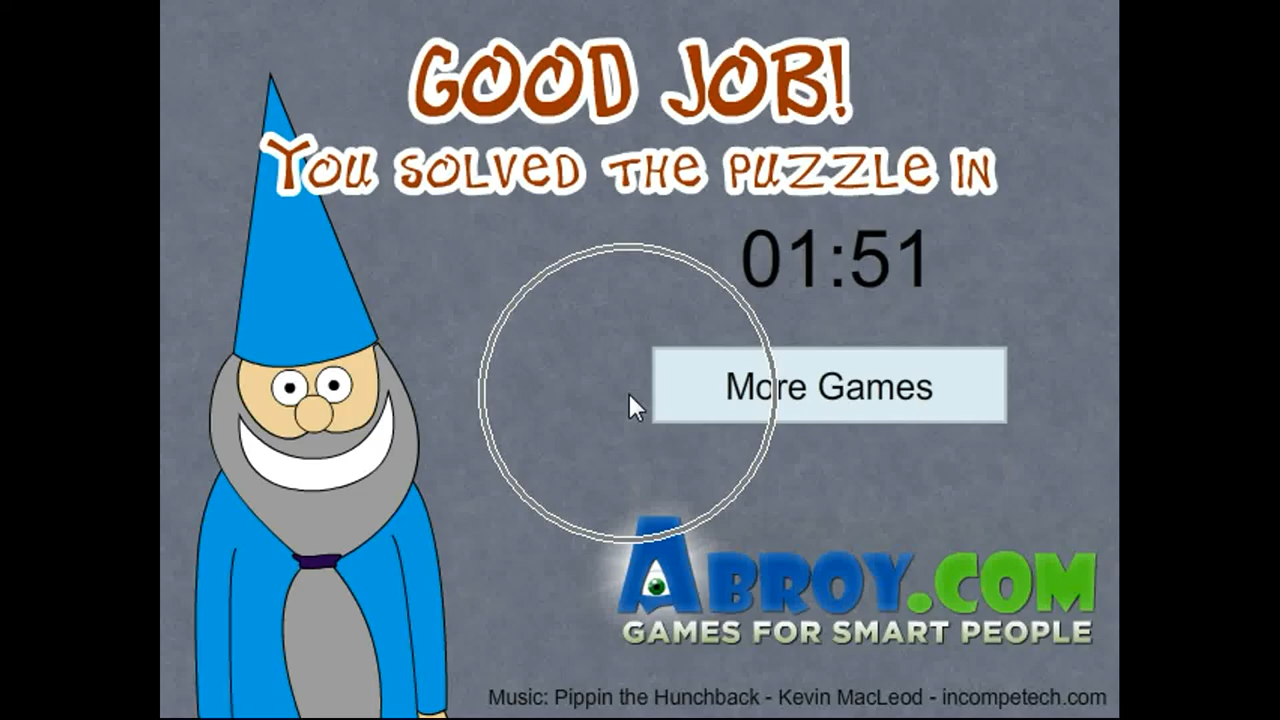 GOOD JOB!
YOU SOLVED THE PUZZLE IN
01:51
More Games
ABROY.COM
GAMES FOR SMART PEOPLE
Music: Pippin the Hunchback - Kevin MacLeod - incompetech.com